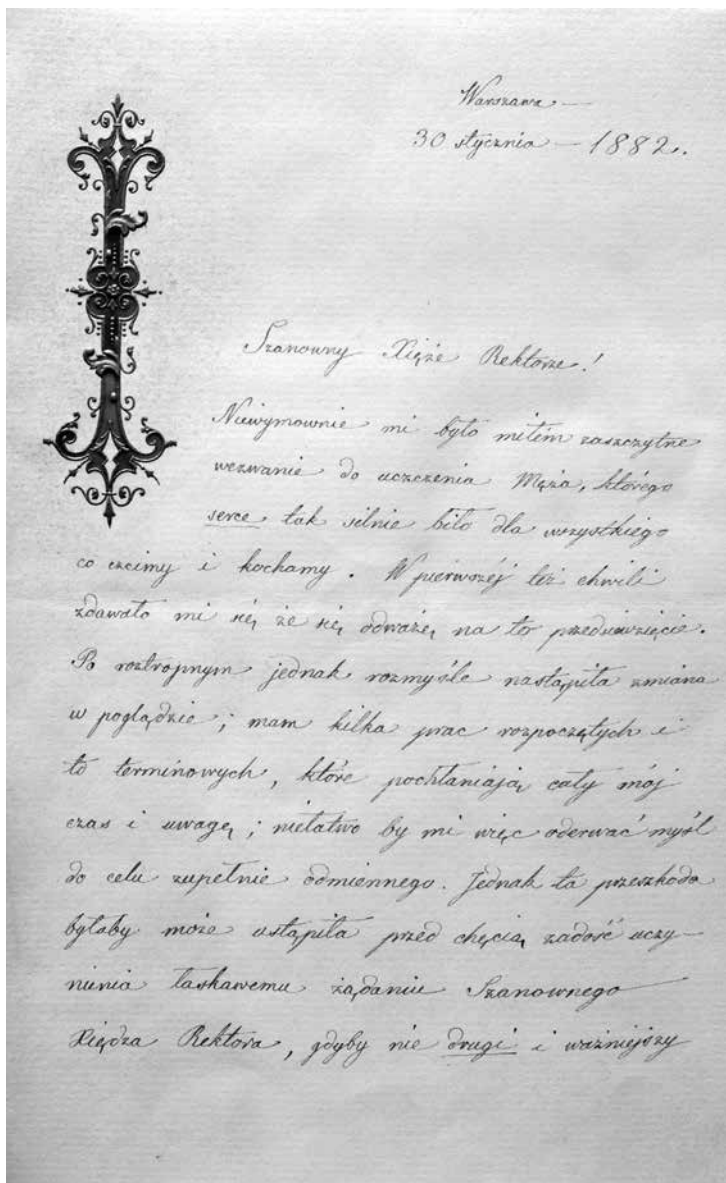 Warszawa —
30 stycznia — 1882.
Szanowny Xięże Rektorze!
Niewymownie mi było miłem zaszczytne
wezwanie do uczczenia Męża, którego
serce tak silnie biło dla wszystkiego
co czcimy i kochamy. W pierwszéj też chwili
zdawało mi się, że się odważę na to przedsięwzięcie.
Po roztropnym jednak rozmyśle nastąpiła zmiana
w poglądzie; mam kilka prac rozpoczętych i
to terminowych, które pochłaniają cały mój
czas i uwagę; niełatwo by mi więc oderwać myśl
do celu zupełnie odmiennego. Jednak ta przeszkoda
byłaby może ustąpiła przed chęcią zadość uczy-
nienia łaskawemu żądaniu Szanownego
Xiędza Rektora, gdyby nie drugi i ważniejszy